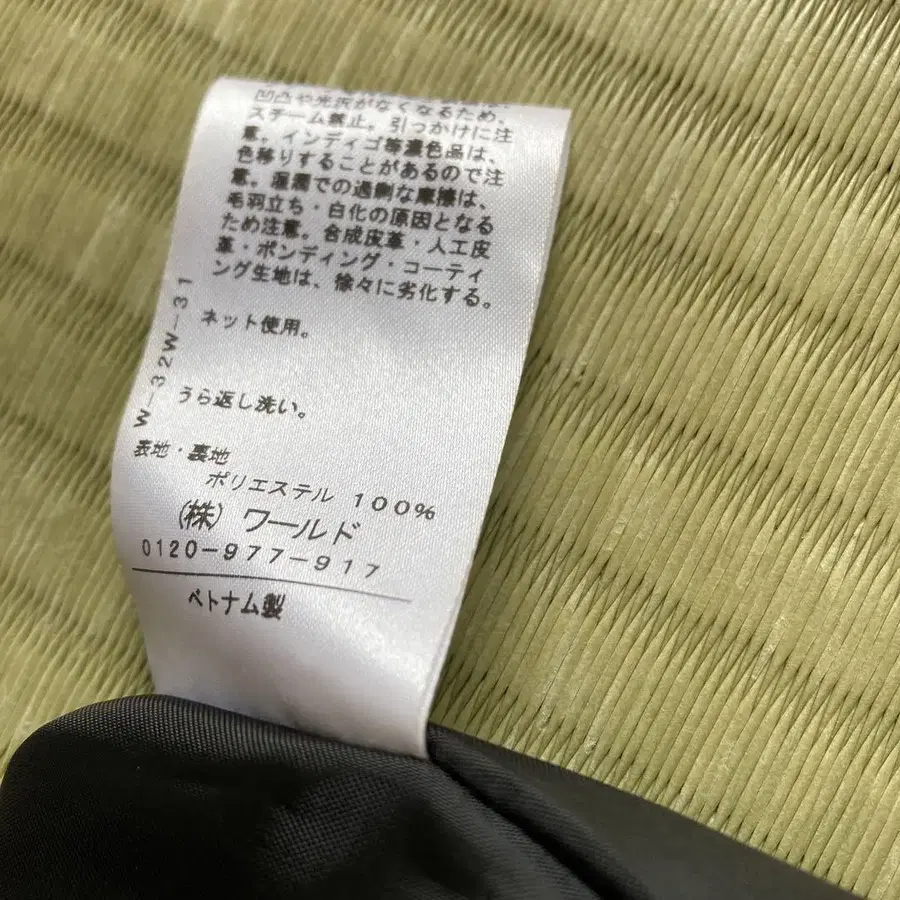 凹凸や光沢がなくなるため、
スチーム禁止。引っかけに注
意。インディゴ等濃色品は、
色移りすることがあるので注
意。湿潤での過剰な摩擦は、
毛羽立ち・白化の原因となる
ため注意。合成皮革・人工皮
革・ボンディング・コーティ
ング生地は、徐々に劣化する。
ネット使用。
W-32W-31
うら返し洗い。
表地・裏地
ポリエステル 100%
(株) ワールド
0120-977-917
ベトナム製